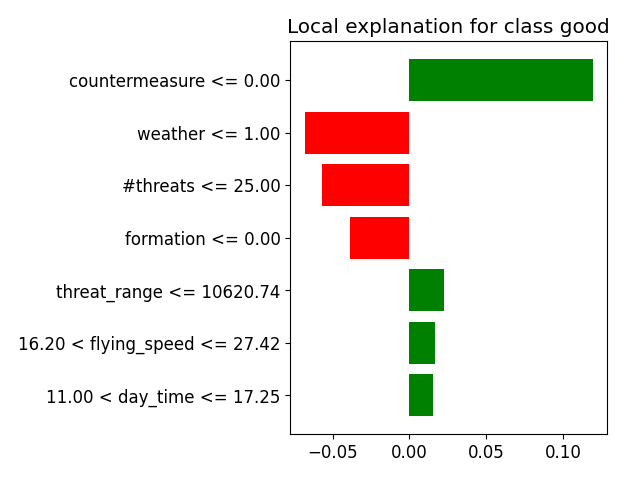 Local explanation for class good
countermeasure <= 0.00
weather <= 1.00
#threats <= 25.00
formation <= 0.00
threat_range <= 10620.74
16.20 < flying_speed <= 27.42
11.00 < day_time <= 17.25
−0.05 0.00 0.05 0.10